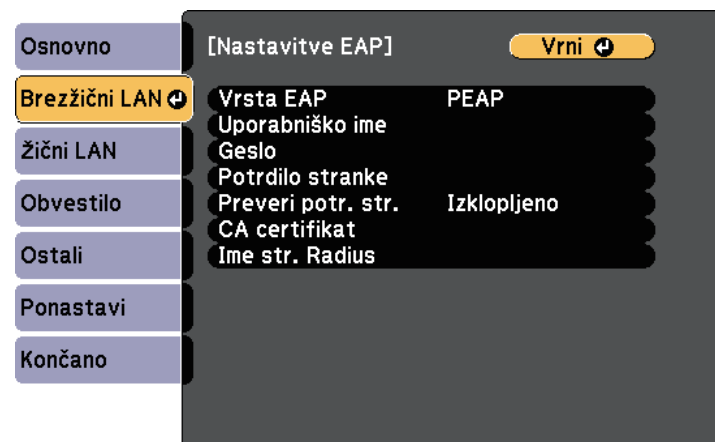 Osnovno
Brezžični LAN
Žični LAN
Obvestilo
Ostali
Ponastavi
Končano
[Nastavitve EAP]
Vrni
Vrsta EAP PEAP
Uporabniško ime
Geslo
Potrdilo stranke
Preveri potr. str. Izklopljeno
CA certifikat
Ime str. Radius